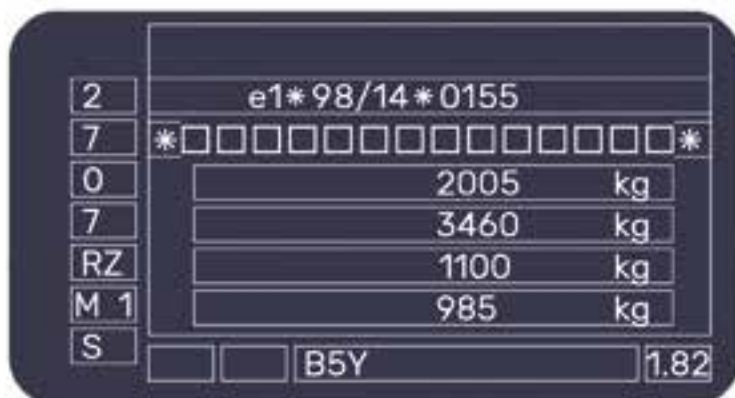 2 e1*98/14*0155
7 *□□□□□□□□□□□□□□*
0 2005 kg
7 3460 kg
RZ 1100 kg
M 1 985 kg
S B5Y 1.82